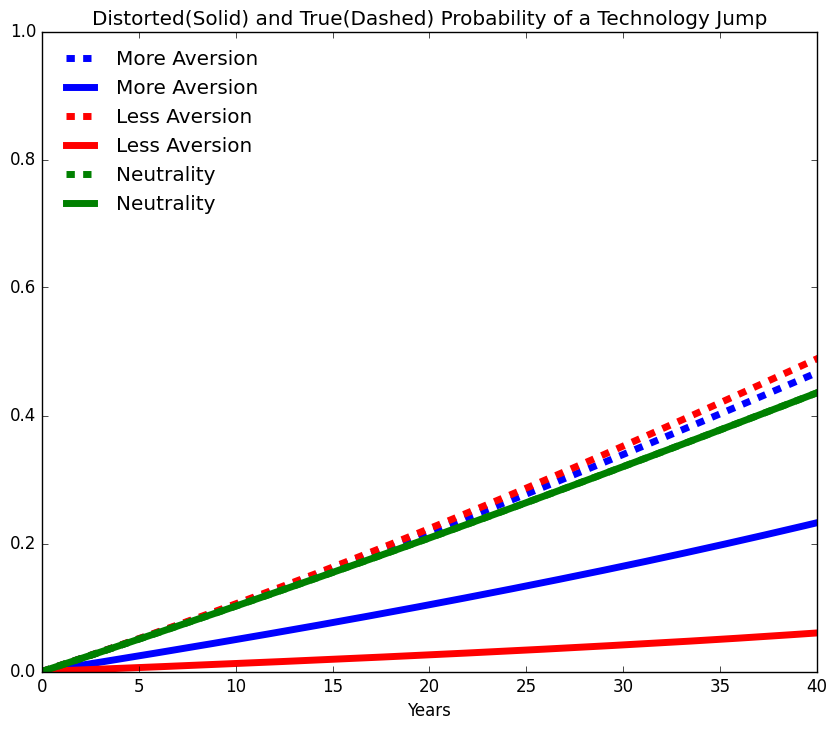 Distorted(Solid) and True(Dashed) Probability of a Technology Jump
1.0
More Aversion
More Aversion
Less Aversion
0.8
Less Aversion
Neutrality
Neutrality
0.6
0.4
0.2
0.0
0 5 10 15 20 25 30 35 40
Years